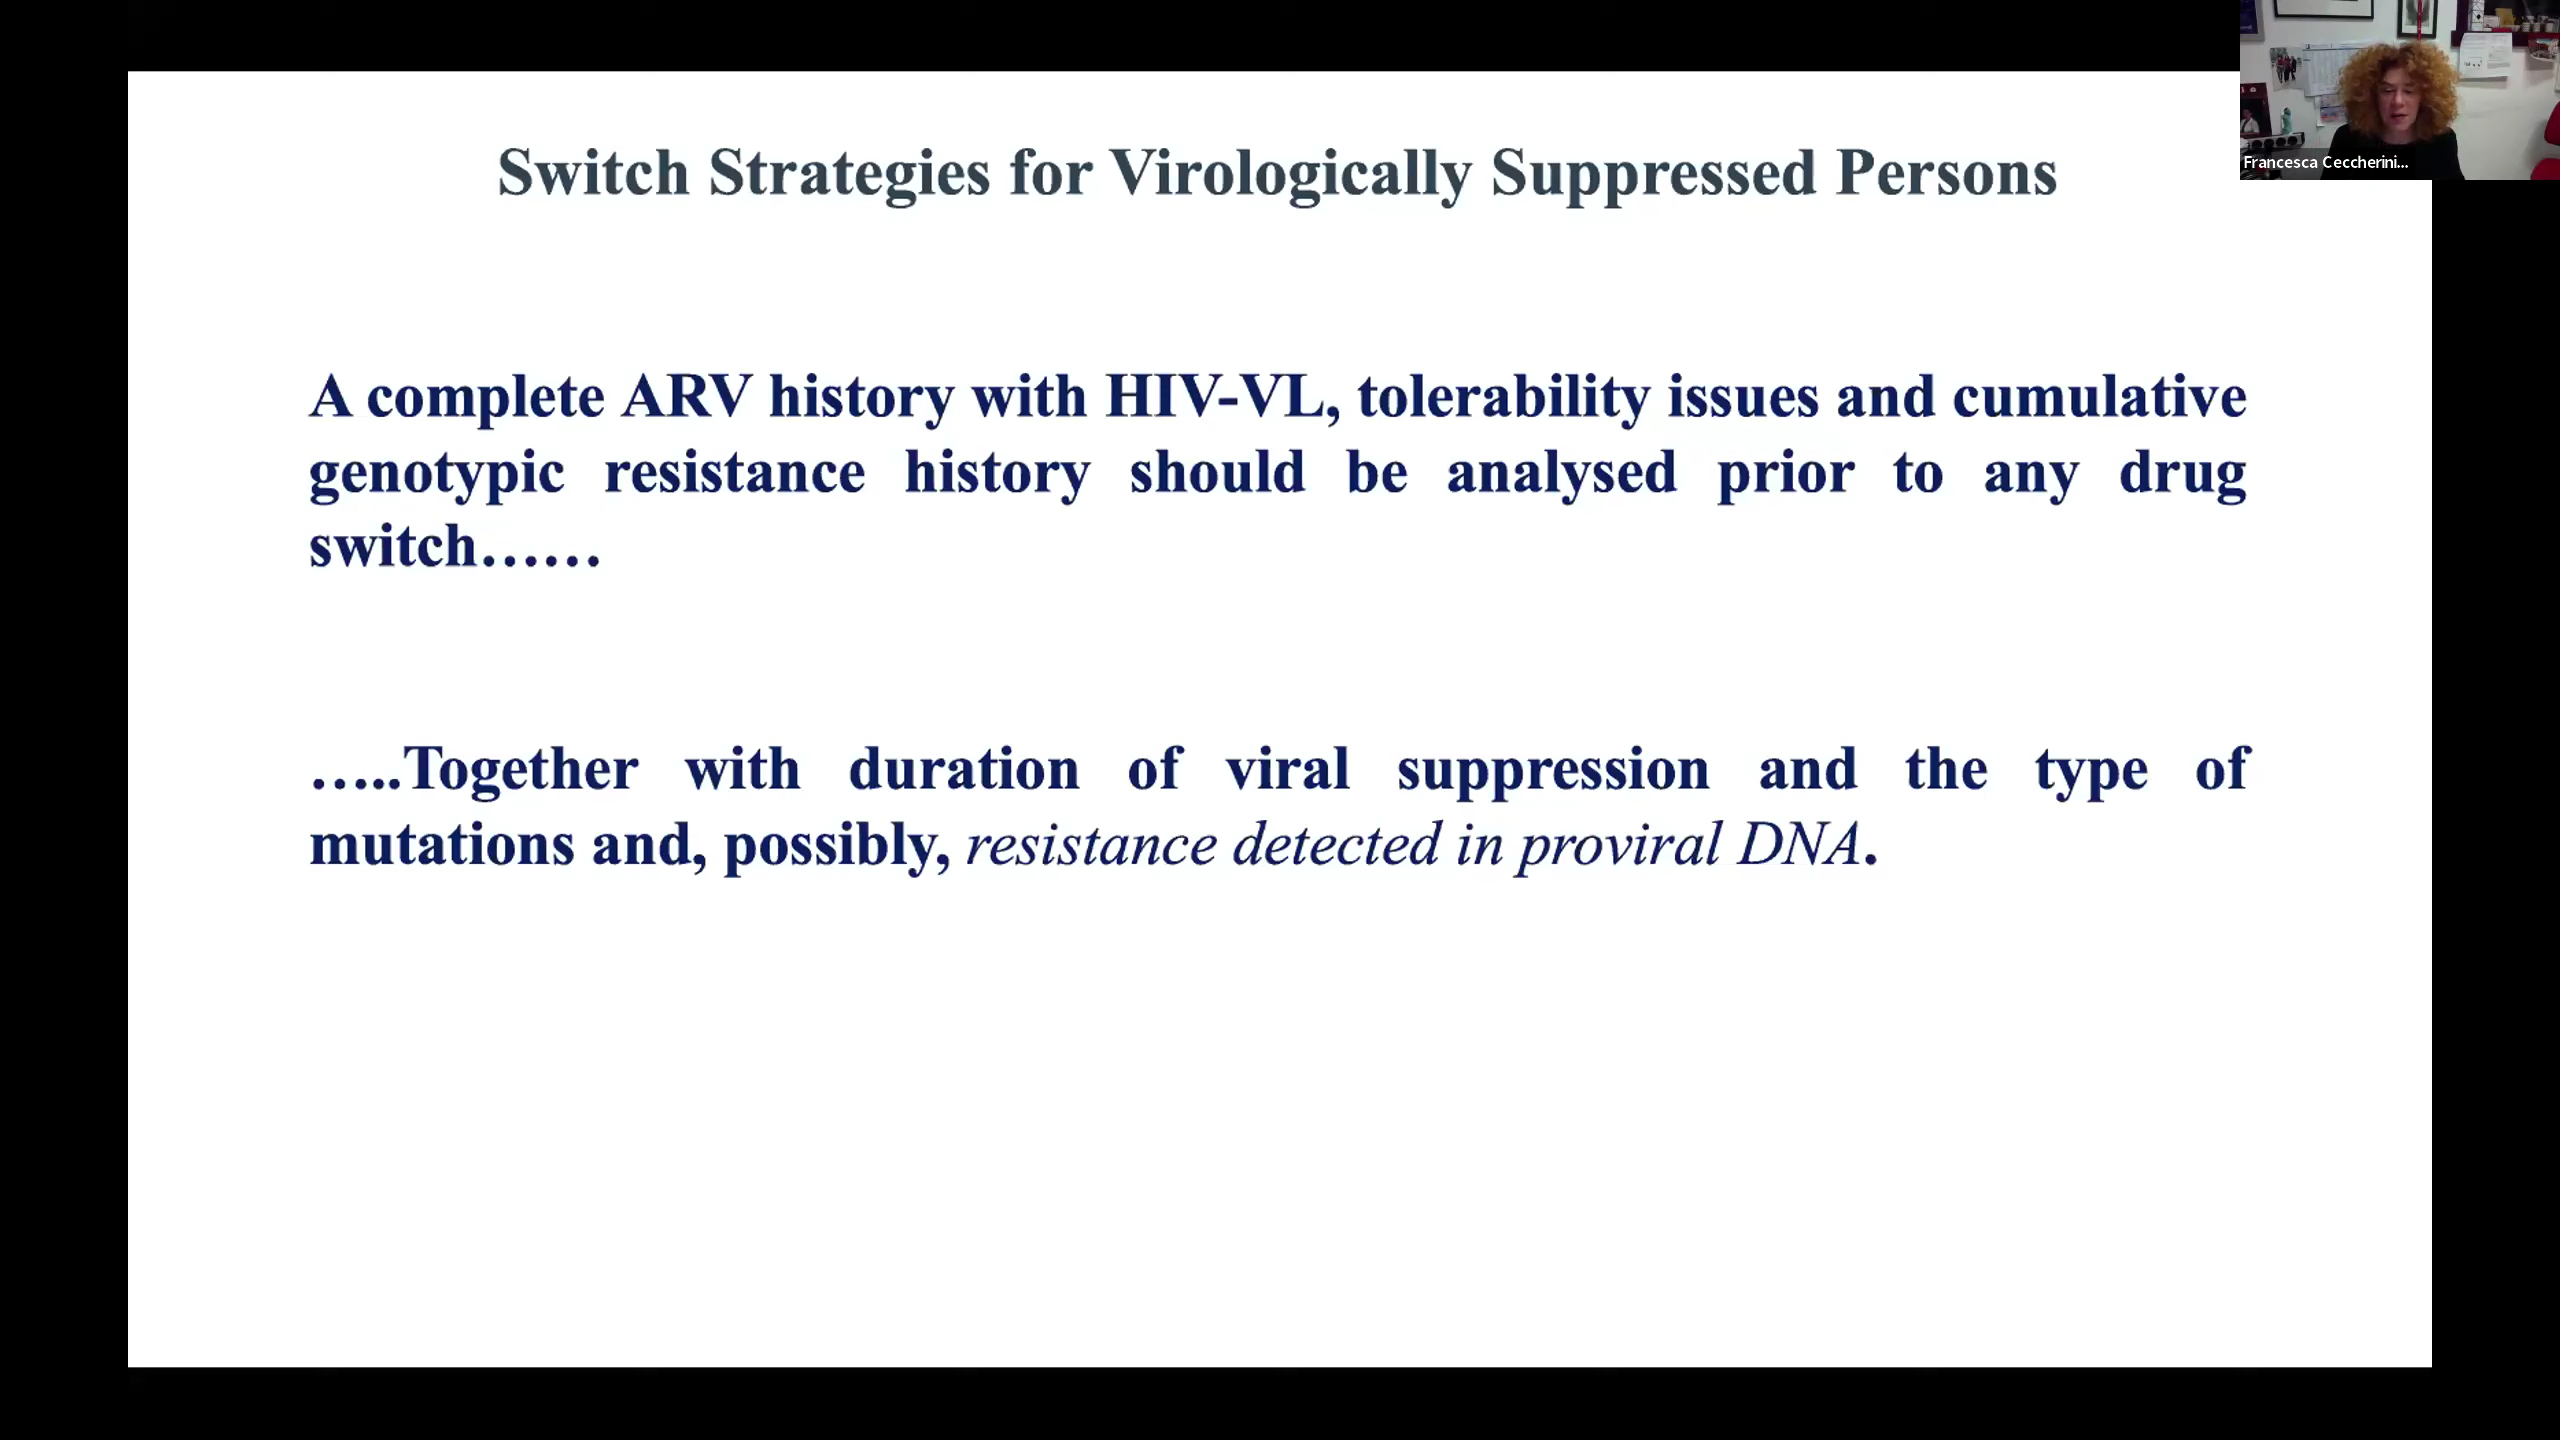 Switch Strategies for Virologically Suppressed Persons
Francesca Ceccherini...
A complete ARV history with HIV-VL, tolerability issues and cumulative
genotypic resistance history should be analysed prior to any drug
switch……
…..Together with duration of viral suppression and the type of
mutations and, possibly, resistance detected in proviral DNA.